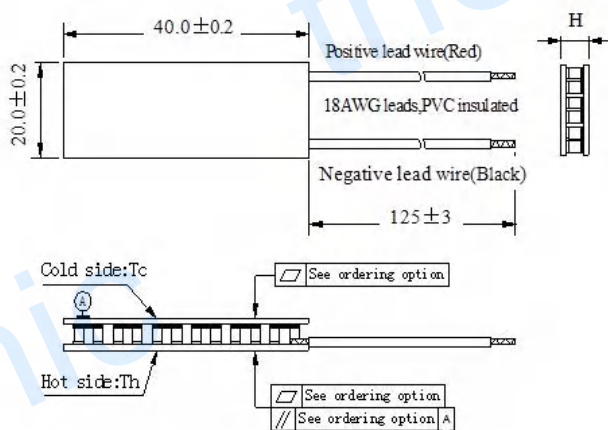 40.0±0.2
H
20.0±0.2
Positive lead wire(Red)
18AWG leads,PVC insulated
Negative lead wire(Black)
125±3
Cold side:Tc
See ordering option
A
Hot side:Th
See ordering option
// See ordering option A